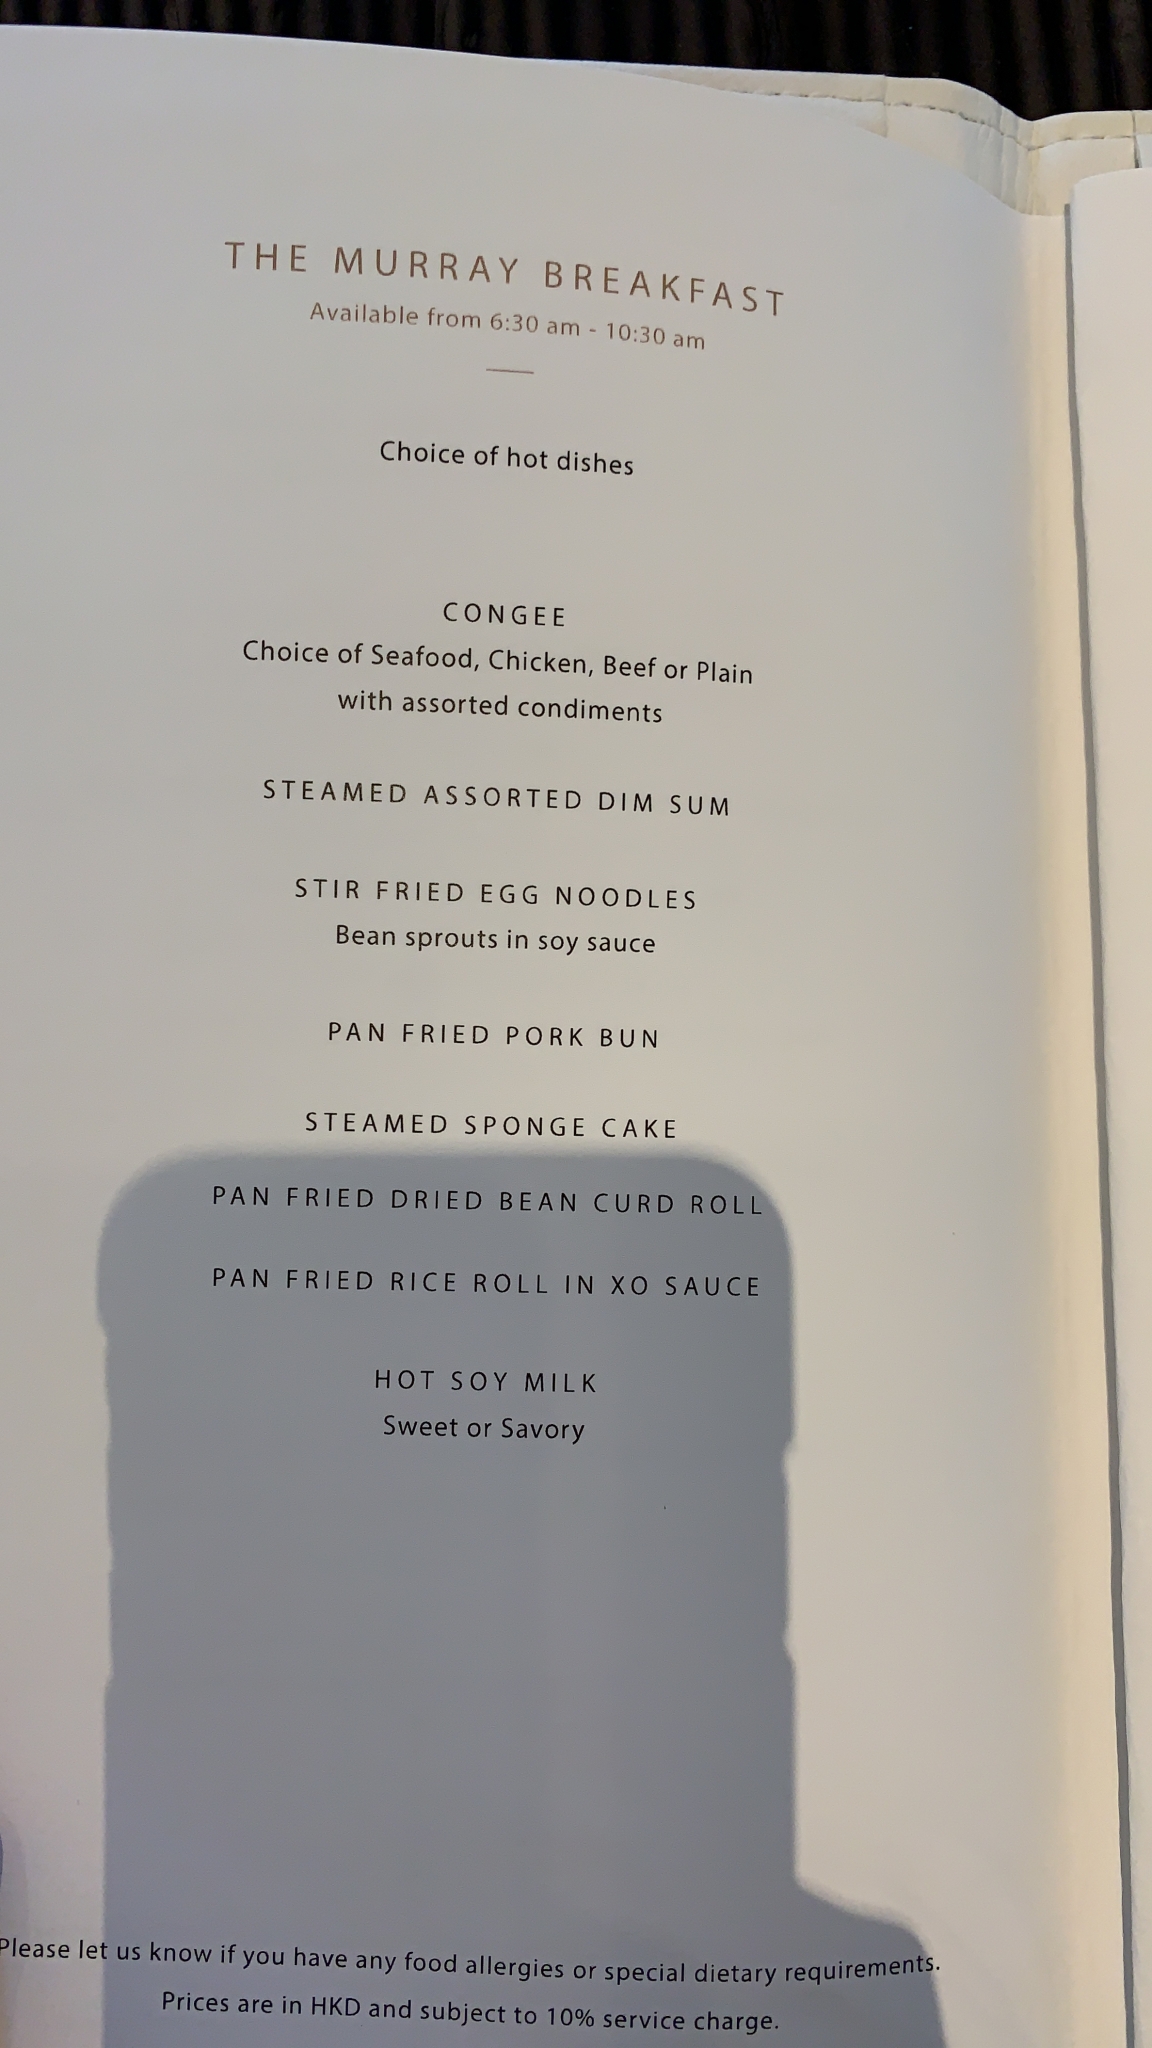 THE MURRAY BREAKFAST
Available from 6:30 am - 10:30 am
Choice of hot dishes
CONGEE
Choice of Seafood, Chicken, Beef or Plain
with assorted condiments
STEAMED ASSORTED DIM SUM
STIR FRIED EGG NOODLES
Bean sprouts in soy sauce
PAN FRIED PORK BUN
STEAMED SPONGE CAKE
PAN FRIED DRIED BEAN CURD ROLL
PAN FRIED RICE ROLL IN XO SAUCE
HOT SOY MILK
Sweet or Savory
Please let us know if you have any food allergies or special dietary requirements.
Prices are in HKD and subject to 10% service charge.